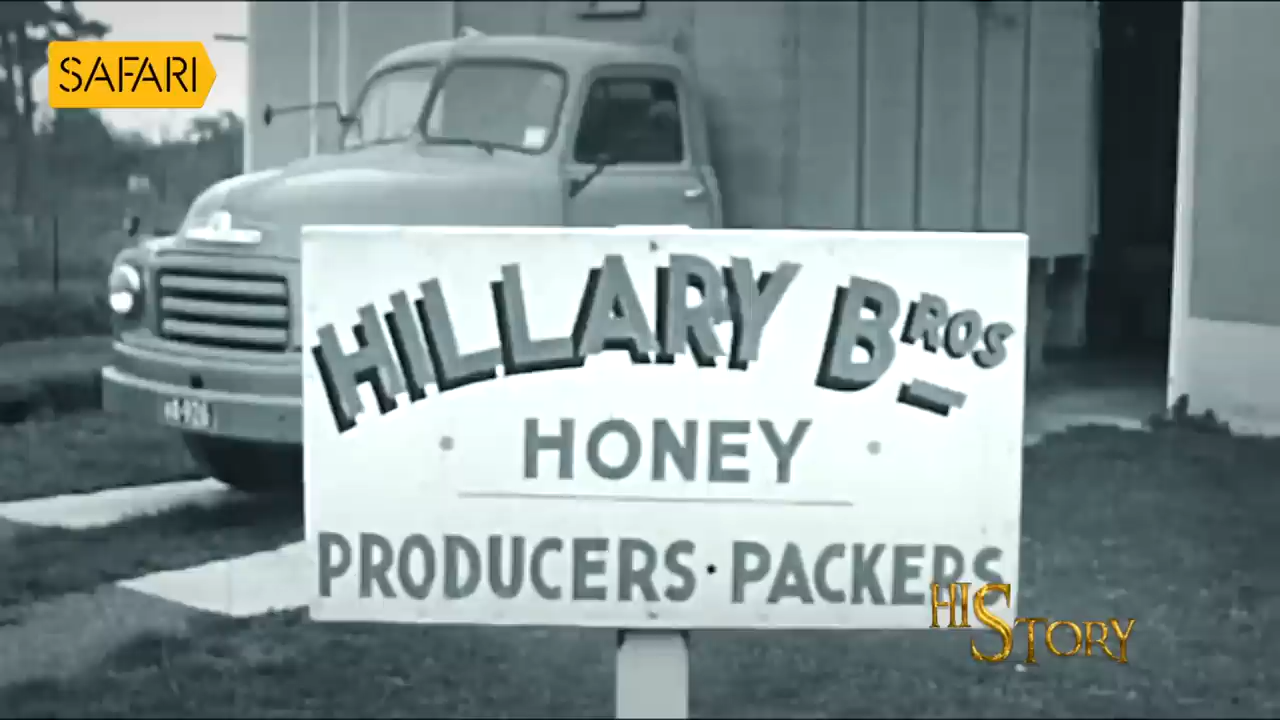 SAFARI
HILLARY BROS
HONEY
PRODUCERS · PACKERS
HISTORY